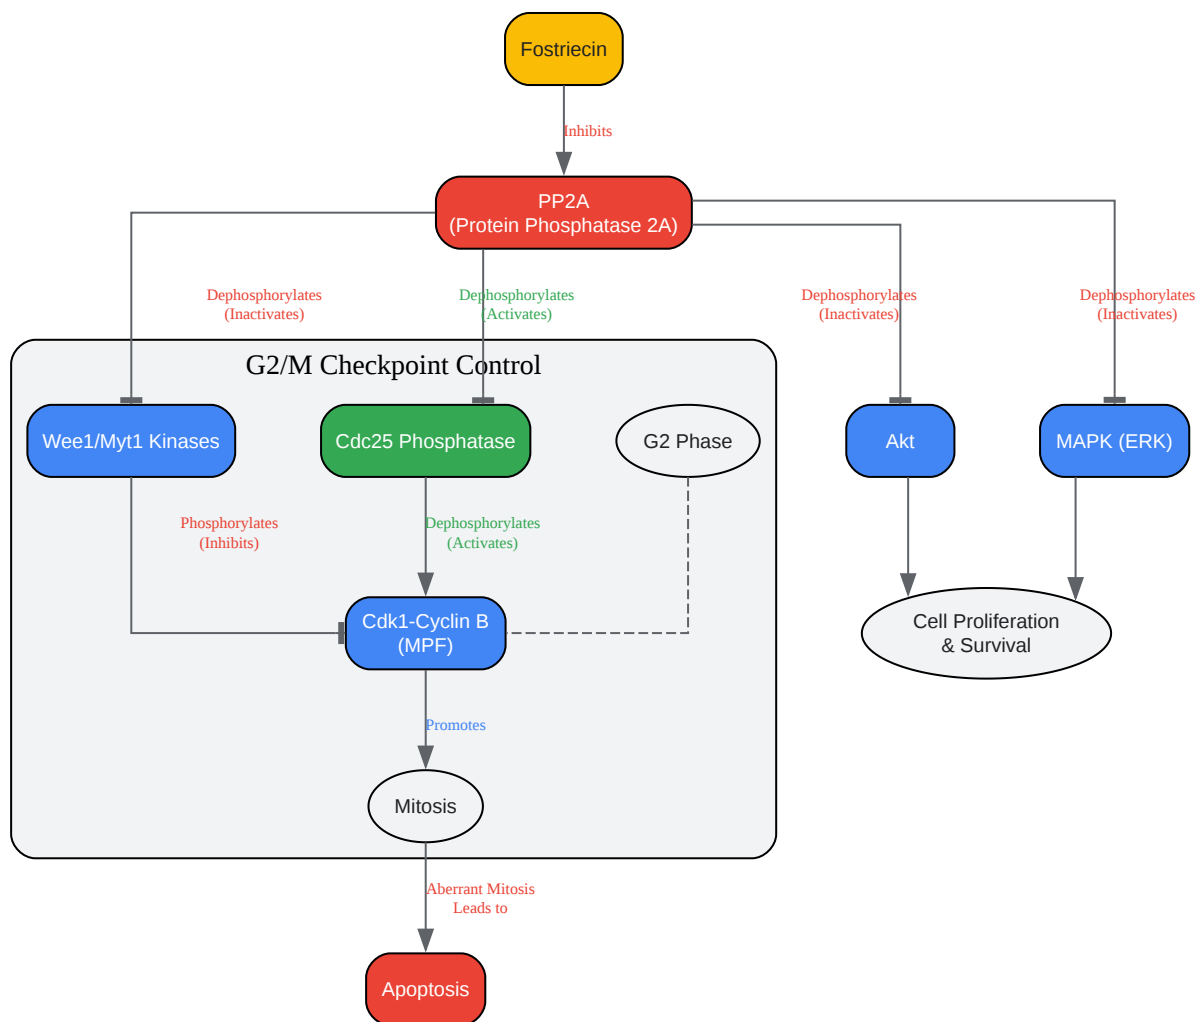 Fostriecin
Inhibits
PP2A
(Protein Phosphatase 2A)
Dephosphorylates
(Inactivates)
Dephosphorylates
(Activates)
Dephosphorylates
(Inactivates)
Dephosphorylates
(Inactivates)
G2/M Checkpoint Control
Wee1/Myt1 Kinases
Cdc25 Phosphatase
G2 Phase
Akt
MAPK (ERK)
Phosphorylates
(Inhibits)
Dephosphorylates
(Activates)
Cdk1-Cyclin B
(MPF)
Cell Proliferation
& Survival
Promotes
Mitosis
Aberrant Mitosis
Leads to
Apoptosis